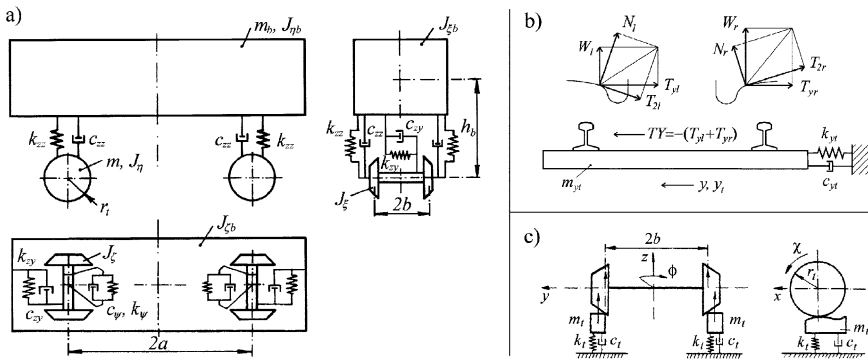 a)
m_b, J_ηb
k_zz
c_zz
c_zz
k_zz
m, J_η
r_t
J_ξb
k_zz
c_zz
c_zy
c_zz
k_zz
h_b
k_zy
J_ξ
2b
J_ζ
J_ζb
k_zy
c_zy
c_ψ, k_ψ
2a
b)
W_l
N_l
T_yl
T_2l
W_r
N_r
T_2r
T_yr
TY=-(T_yl+T_yr)
k_yt
c_yt
m_yt
y, y_t
c)
2b
z
ϕ
y
m_t
m_t
k_t
c_t
k_t
c_t
χ
r_t
x
m_t
k_t
c_t